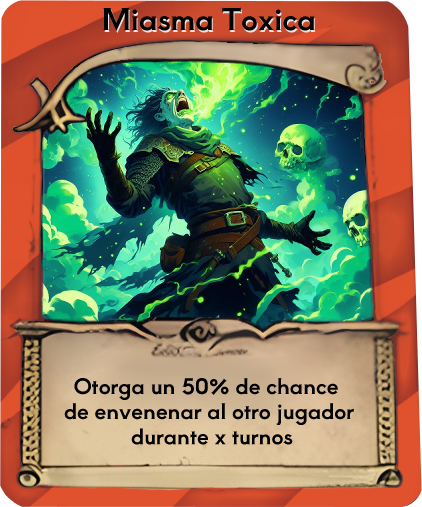 Miasma Toxica
Otorga un 50% de chance
de envenenar al otro jugador
durante x turnos